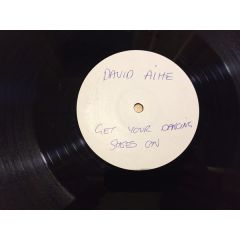 DAVID AIME
GET YOUR DANCING
SHOES ON